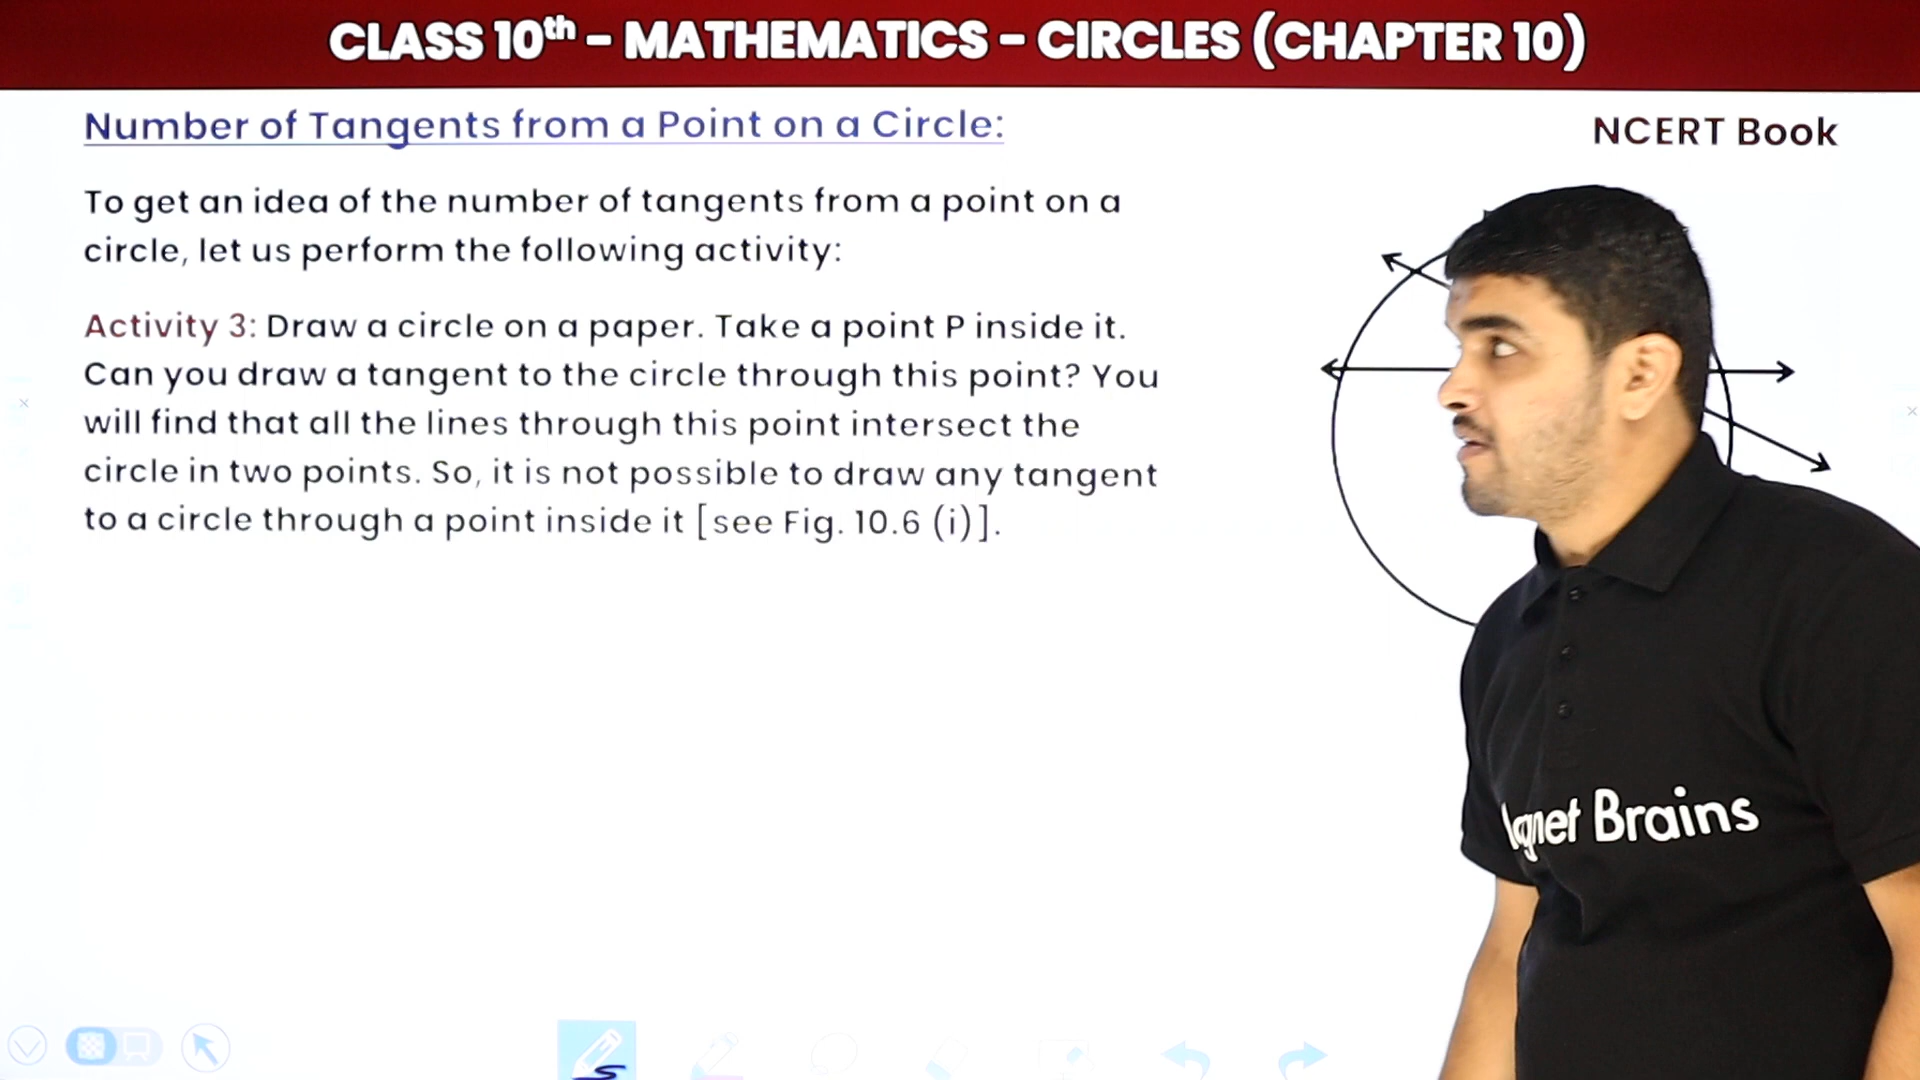 CLASS 10th - MATHEMATICS - CIRCLES (CHAPTER 10)
Number of Tangents from a Point on a Circle:
NCERT Book
To get an idea of the number of tangents from a point on a
circle, let us perform the following activity:
Activity 3: Draw a circle on a paper. Take a point P inside it.
Can you draw a tangent to the circle through this point? You
will find that all the lines through this point intersect the
circle in two points. So, it is not possible to draw any tangent
to a circle through a point inside it [see Fig. 10.6 (i)].
Brains